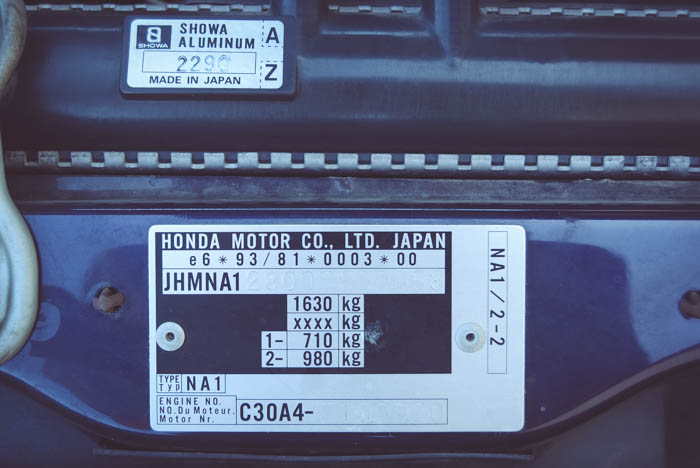 SHOWA
ALUMINUM
SHOWA
A
Z
MADE IN JAPAN
HONDA MOTOR CO., LTD. JAPAN
e6*93/81*0003*00
JHMNA1
1630 kg
xxxx kg
1- 710 kg
2- 980 kg
TYPE
Typ
NA1
ENGINE NO.
NO.Du Moteur.
Motor Nr.
C30A4-
NA1/2-2